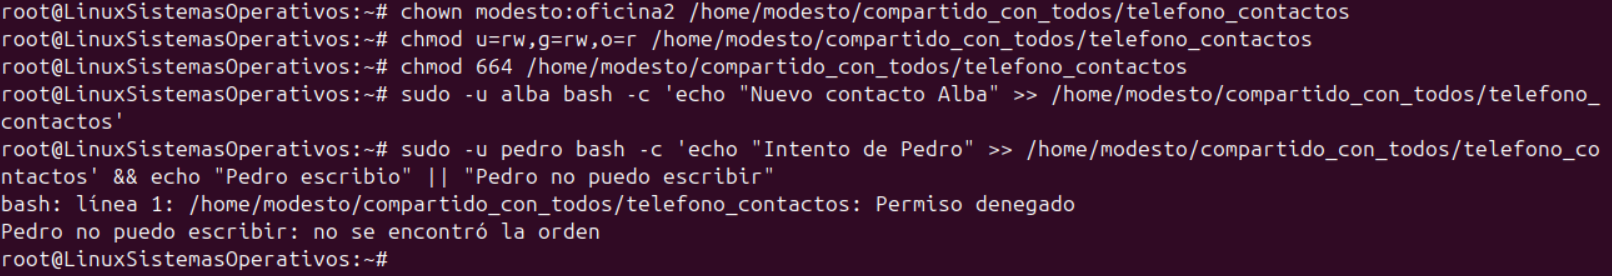 root@LinuxSistemasOperativos:~# chown modesto:oficina2 /home/modesto/compartido_con_todos/telefono_contactos
root@LinuxSistemasOperativos:~# chmod u=rw,g=rw,o=r /home/modesto/compartido_con_todos/telefono_contactos
root@LinuxSistemasOperativos:~# chmod 664 /home/modesto/compartido_con_todos/telefono_contactos
root@LinuxSistemasOperativos:~# sudo -u alba bash -c 'echo "Nuevo contacto Alba" >> /home/modesto/compartido_con_todos/telefono_
contactos'
root@LinuxSistemasOperativos:~# sudo -u pedro bash -c 'echo "Intento de Pedro" >> /home/modesto/compartido_con_todos/telefono_co
ntactos' && echo "Pedro escribio" || "Pedro no puedo escribir"
bash: línea 1: /home/modesto/compartido_con_todos/telefono_contactos: Permiso denegado
Pedro no puedo escribir: no se encontró la orden
root@LinuxSistemasOperativos:~#